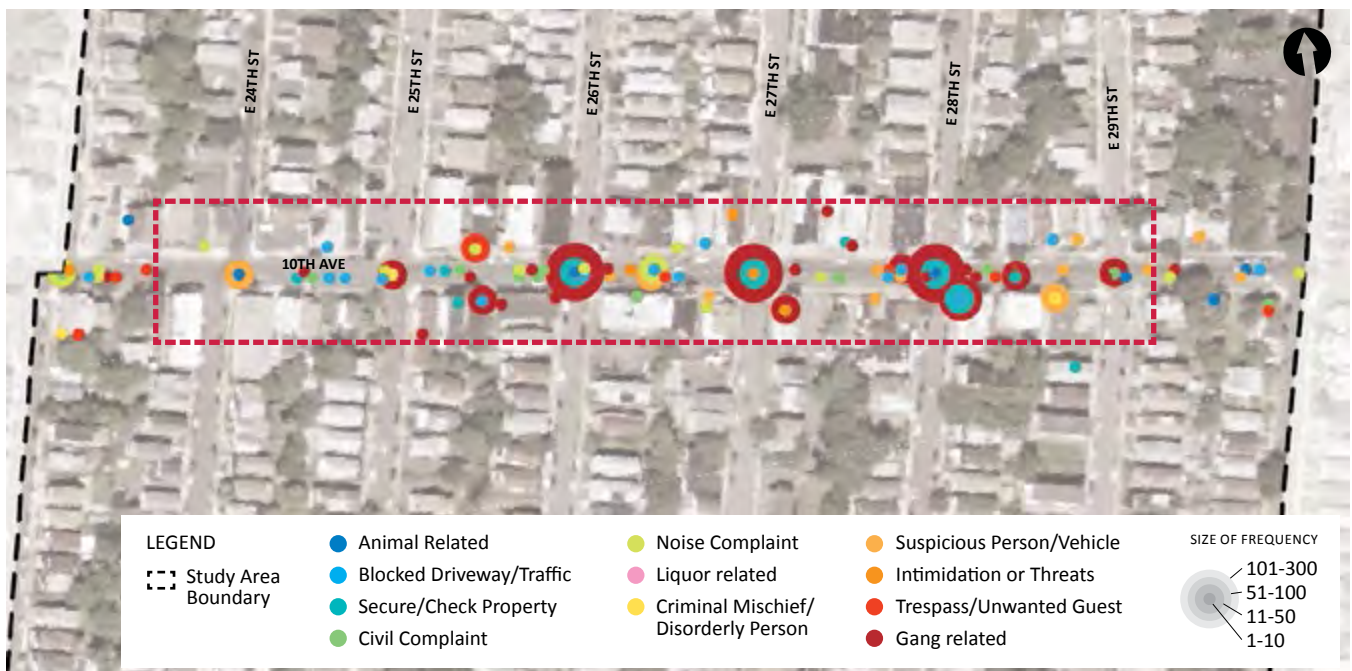 E 24TH ST
E 25TH ST
E 26TH ST
E 27TH ST
E 28TH ST
E 29TH ST
10TH AVE
LEGEND
Study Area
Boundary
Animal Related
Blocked Driveway/Traffic
Secure/Check Property
Civil Complaint
Noise Complaint
Liquor related
Criminal Mischief/
Disorderly Person
Suspicious Person/Vehicle
Intimidation or Threats
Trespass/Unwanted Guest
Gang related
SIZE OF FREQUENCY
101-300
51-100
11-50
1-10